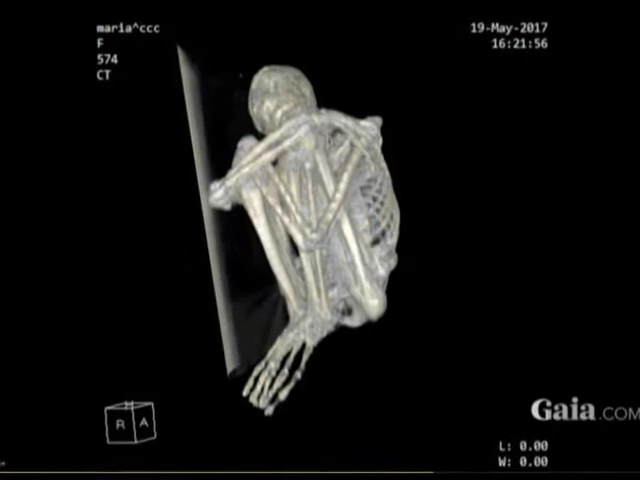 maria^ccc
F
574
CT
19-May-2017
16:21:56
H
R A
Gaia.COM
L: 0.00
W: 0.00